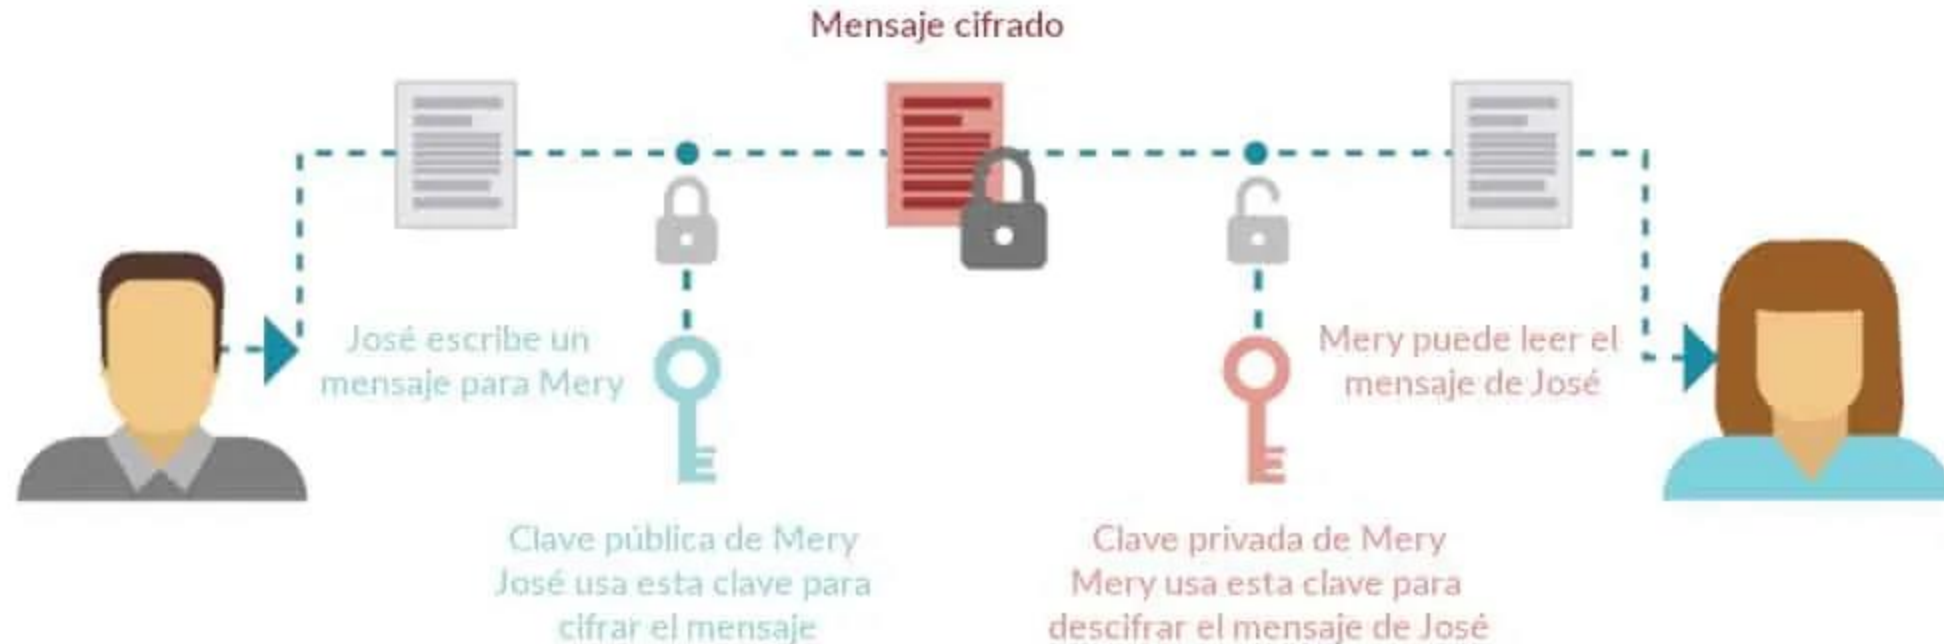 Mensaje cifrado
José escribe un
mensaje para Mery
Mery puede leer el
mensaje de José
Clave pública de Mery
José usa esta clave para
cifrar el mensaje
Clave privada de Mery
Mery usa esta clave para
descifrar el mensaje de José